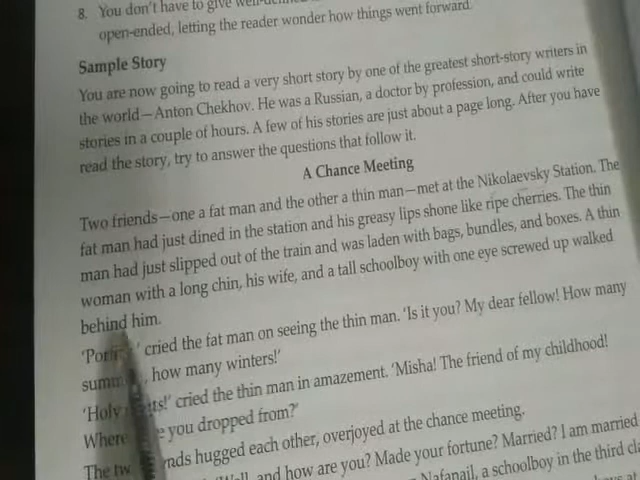 8. You don't have to give well-defined
open-ended, letting the reader wonder how things went forward.
Sample Story
You are now going to read a very short story by one of the greatest short-story writers in
the world—Anton Chekhov. He was a Russian, a doctor by profession, and could write
stories in a couple of hours. A few of his stories are just about a page long. After you have
read the story, try to answer the questions that follow it.
A Chance Meeting
Two friends—one a fat man and the other a thin man—met at the Nikolaevsky Station. The
fat man had just dined in the station and his greasy lips shone like ripe cherries. The thin
man had just slipped out of the train and was laden with bags, bundles, and boxes. A thin
woman with a long chin, his wife, and a tall schoolboy with one eye screwed up walked
behind him.
cried the fat man on seeing the thin man. 'Is it you? My dear fellow! How many
how many winters!'
'Holy cried the thin man in amazement. 'Misha! The friend of my childhood!
Where you dropped from?'
The hugged each other, overjoyed at the chance meeting.
'Well, and how are you? Made your fortune? Married? I am married
Nafanail, a schoolboy in the third